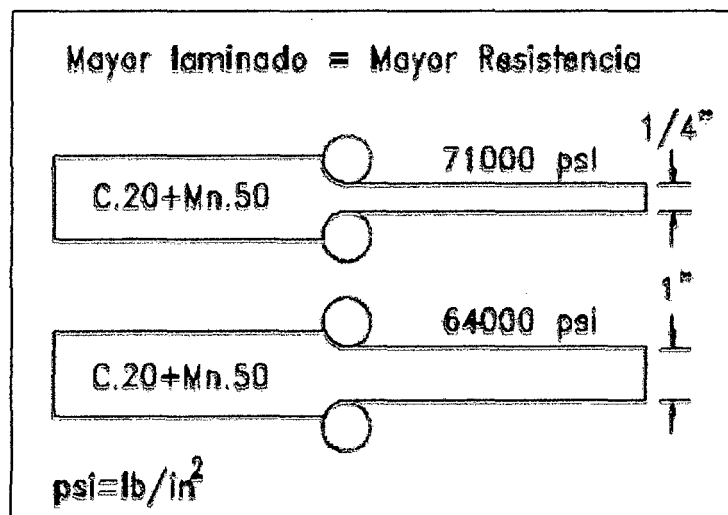 Mayor laminado = Mayor Resistencia
1/4"
71000 psi
C.20+Mn.50
1"
64000 psi
C.20+Mn.50
psi=lb/in²